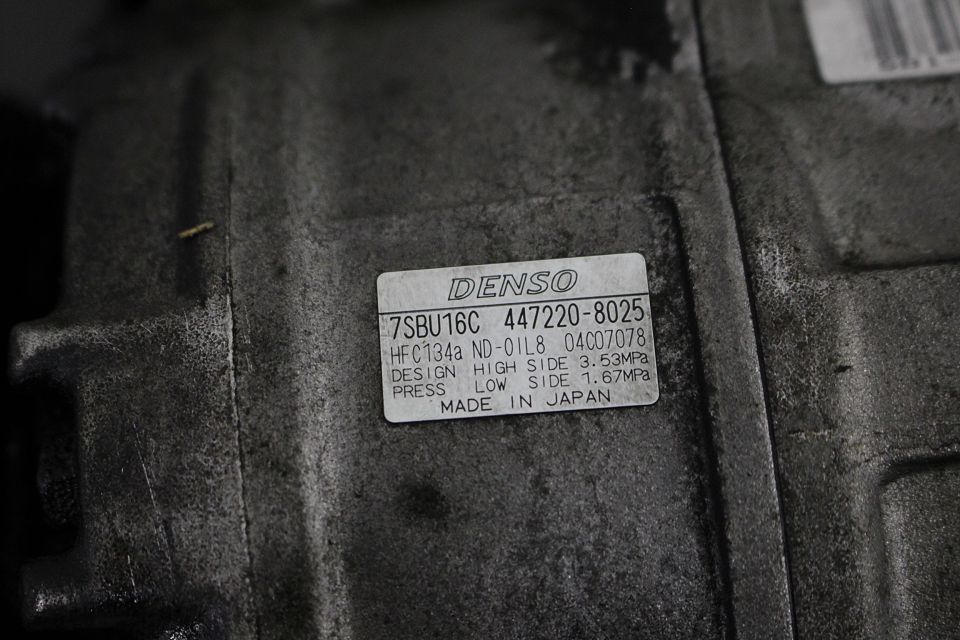 DENSO
7SBU16C 447220-8025
HFC134a ND-OIL8 04C07078
DESIGN HIGH SIDE 3.53MPa
PRESS LOW SIDE 1.67MPa
MADE IN JAPAN